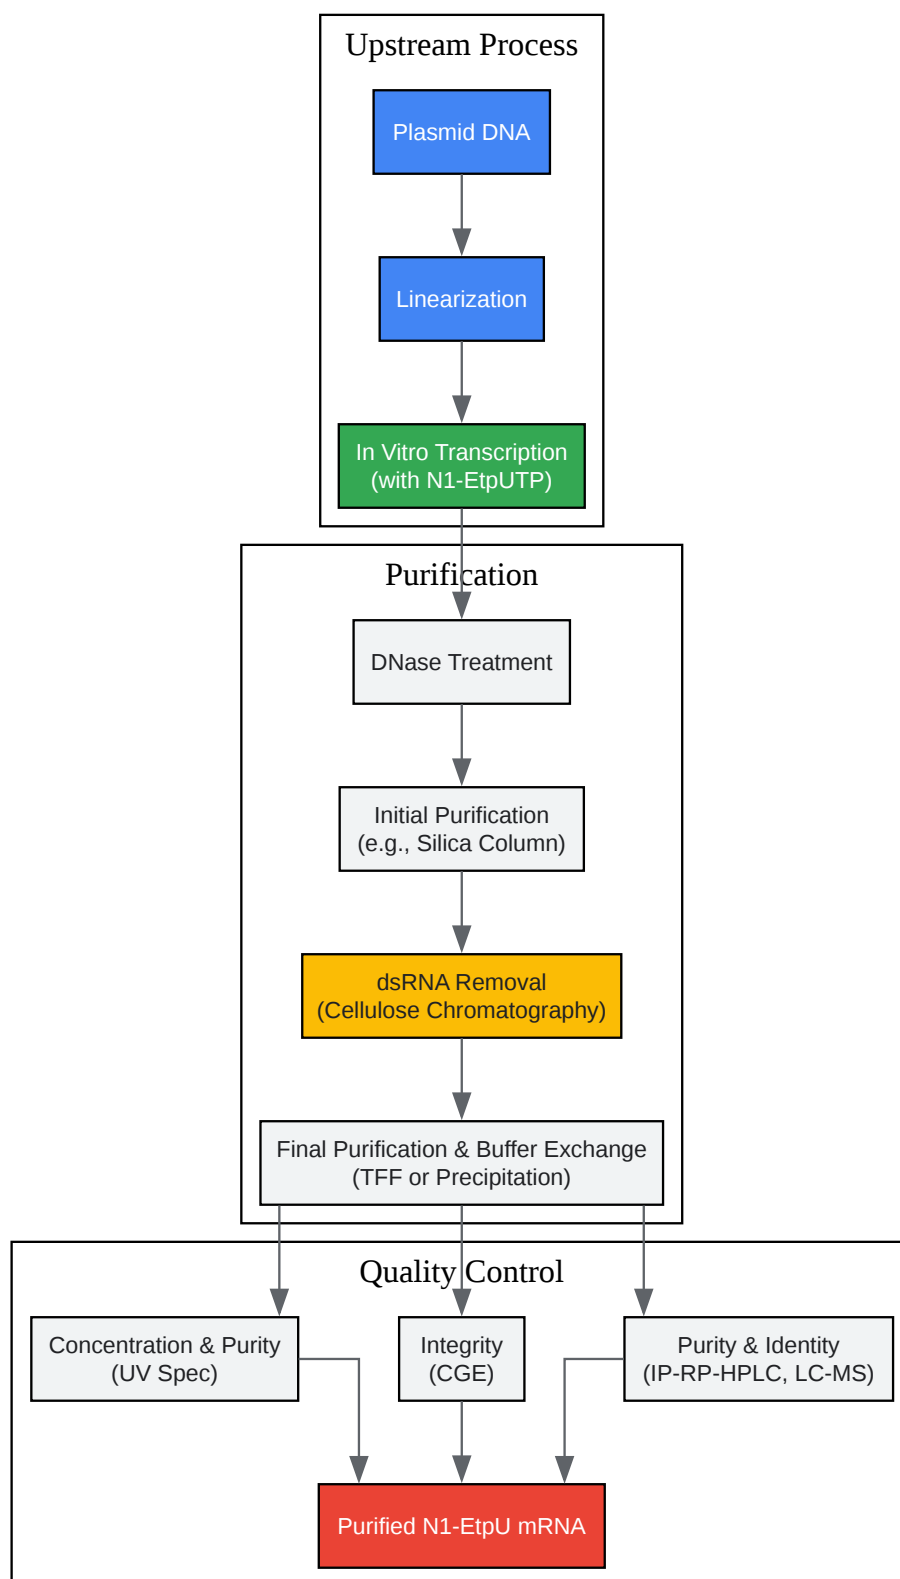 Upstream Process
Plasmid DNA
Linearization
In Vitro Transcription
(with N1-EtpUTP)
Purification
DNase Treatment
Initial Purification
(e.g., Silica Column)
dsRNA Removal
(Cellulose Chromatography)
Final Purification & Buffer Exchange
(TFF or Precipitation)
Quality Control
Concentration & Purity
(UV Spec)
Integrity
(CGE)
Purity & Identity
(IP-RP-HPLC, LC-MS)
Purified N1-EtpU mRNA